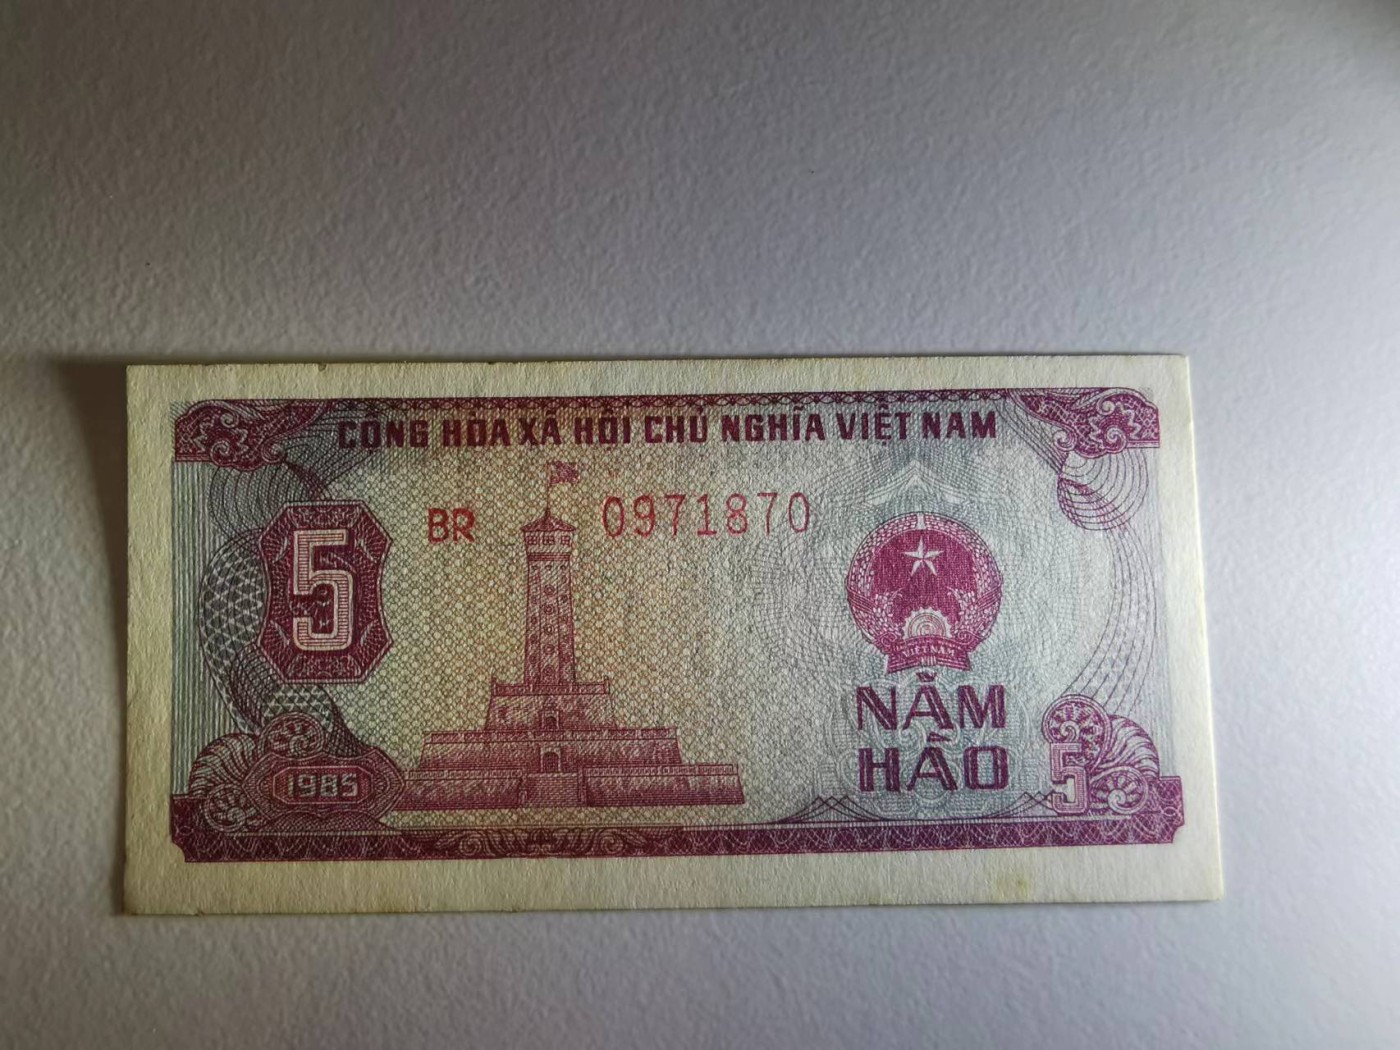 CỘNG HÒA XÃ HỘI CHỦ NGHĨA VIỆT NAM
BR 0971870
5
VIỆT NAM
NĂM
HÀO
1985
5